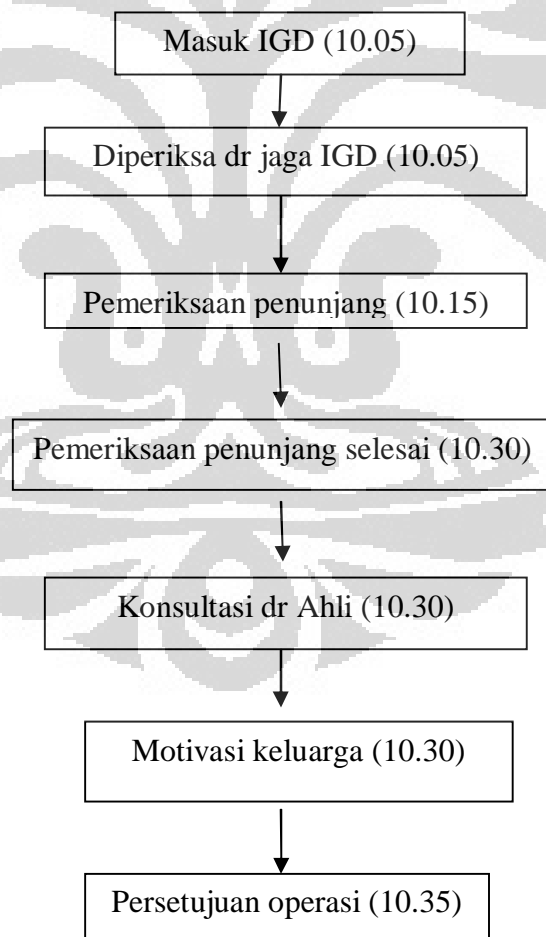 Masuk IGD (10.05)
Diperiksa dr jaga IGD (10.05)
Pemeriksaan penunjang (10.15)
Pemeriksaan penunjang selesai (10.30)
Konsultasi dr Ahli (10.30)
Motivasi keluarga (10.30)
Persetujuan operasi (10.35)